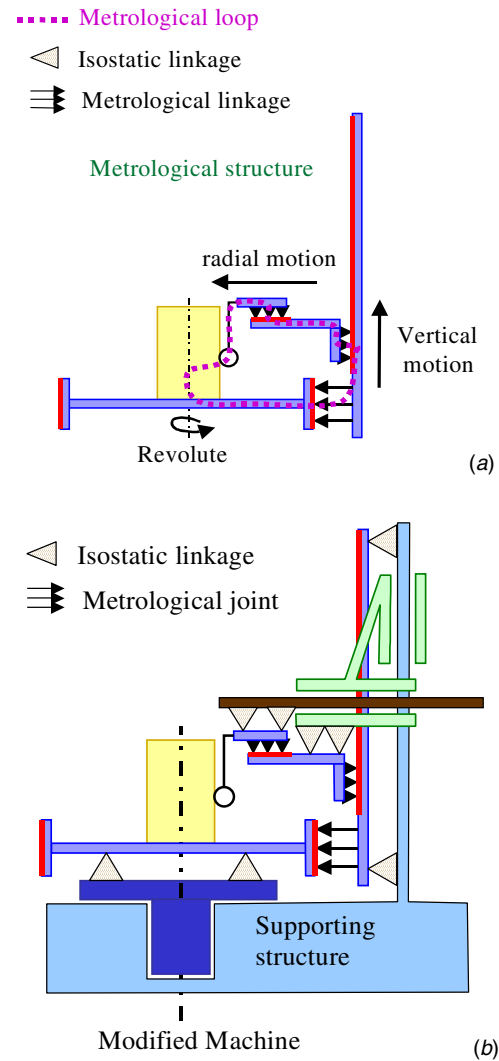 Metrological loop
Isostatic linkage
Metrological linkage
Metrological structure
radial motion
Vertical
motion
Revolute
(a)
Isostatic linkage
Metrological joint
Supporting
structure
Modified Machine
(b)